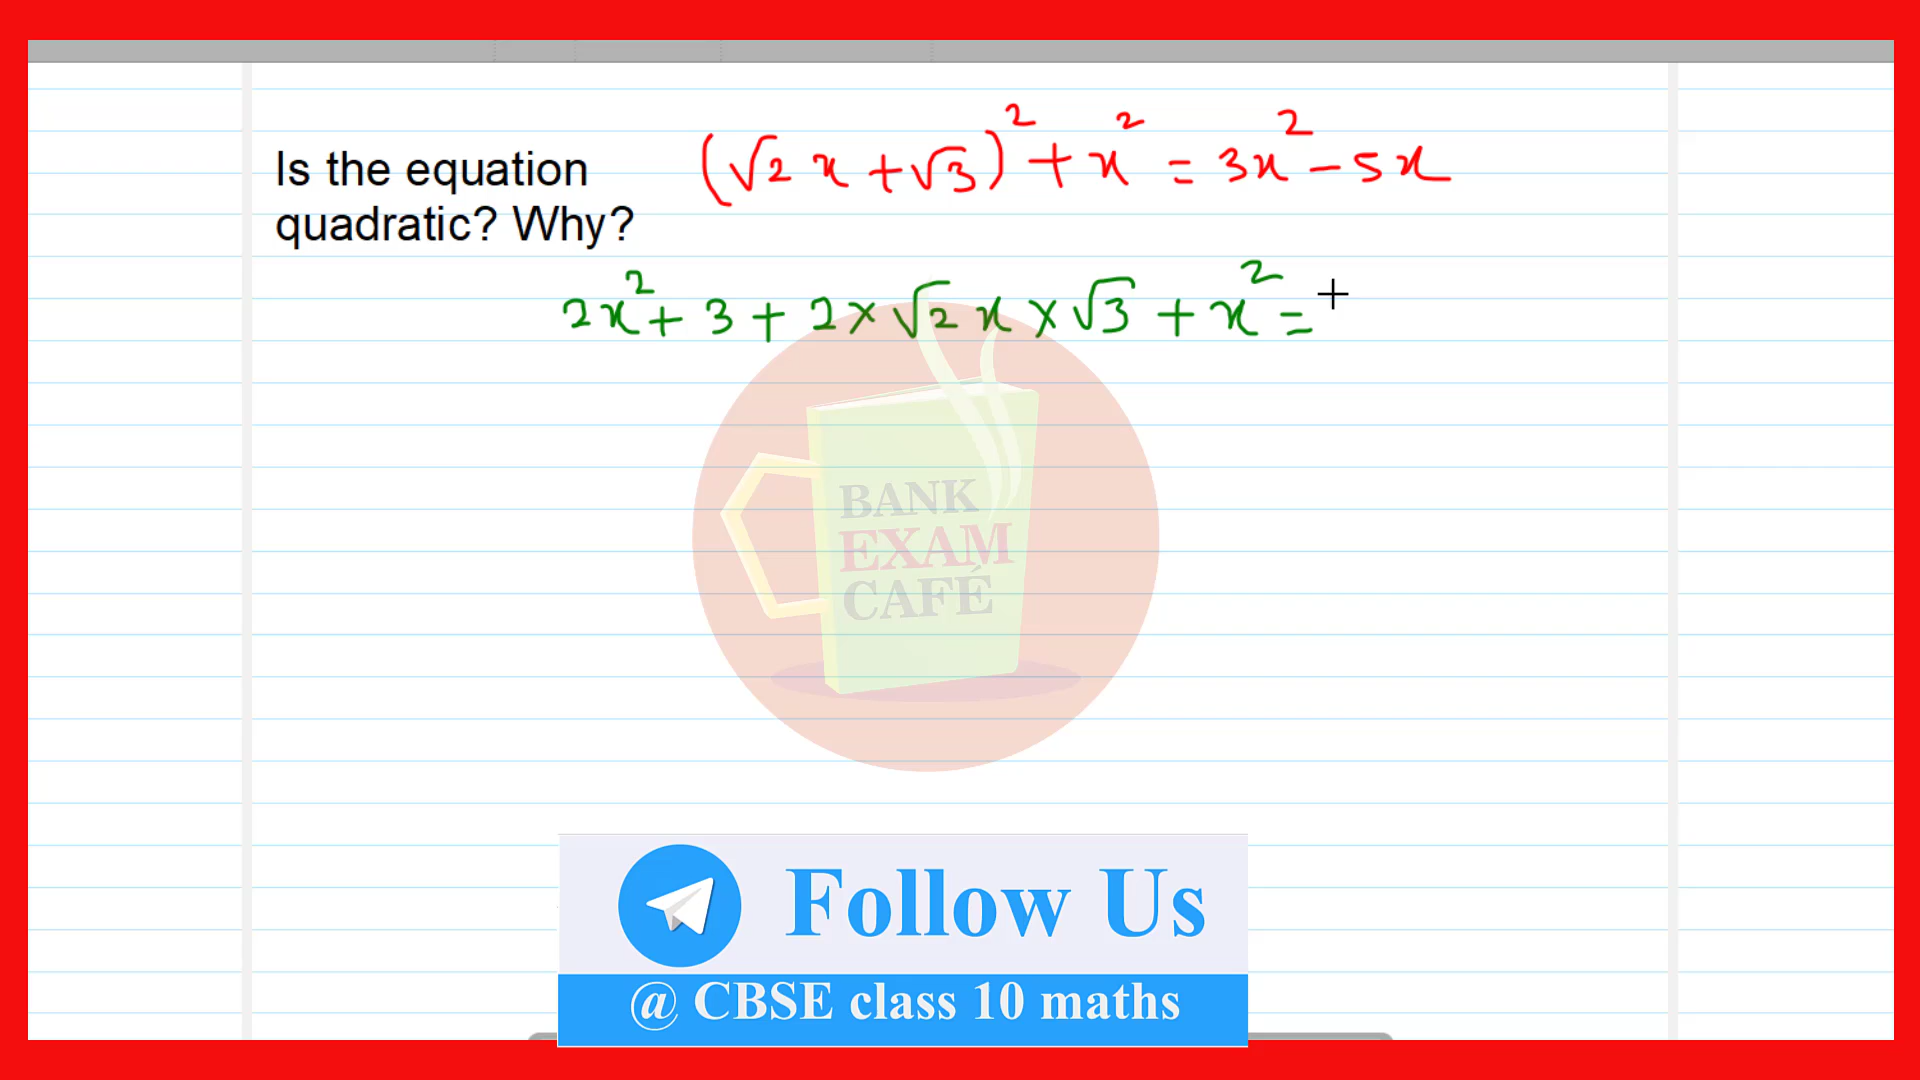 Is the equation
quadratic? Why?
(√2 x + √3)² + x² = 3x² - 5x
2x² + 3 + 2 × √2 x × √3 + x² =
BANK
EXAM
CAFÉ
Follow Us
@ CBSE class 10 maths